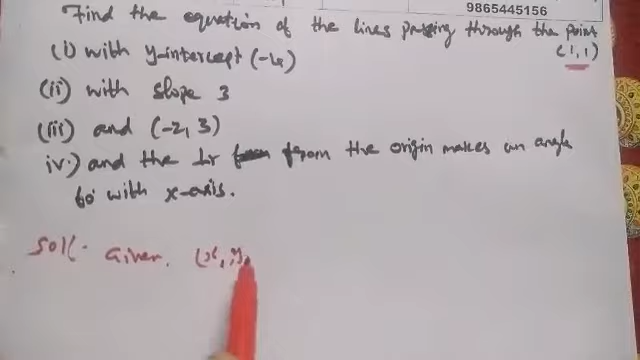 9865445156
Find the equation of the lines passing through the point (1, 1)
(i) with y-intercept (-4)
(ii) with slope 3
(iii) and (-2, 3)
iv.) and the ⊥r from the origin makes an angle
60° with x-axis.
Sol:- Given. (x, y